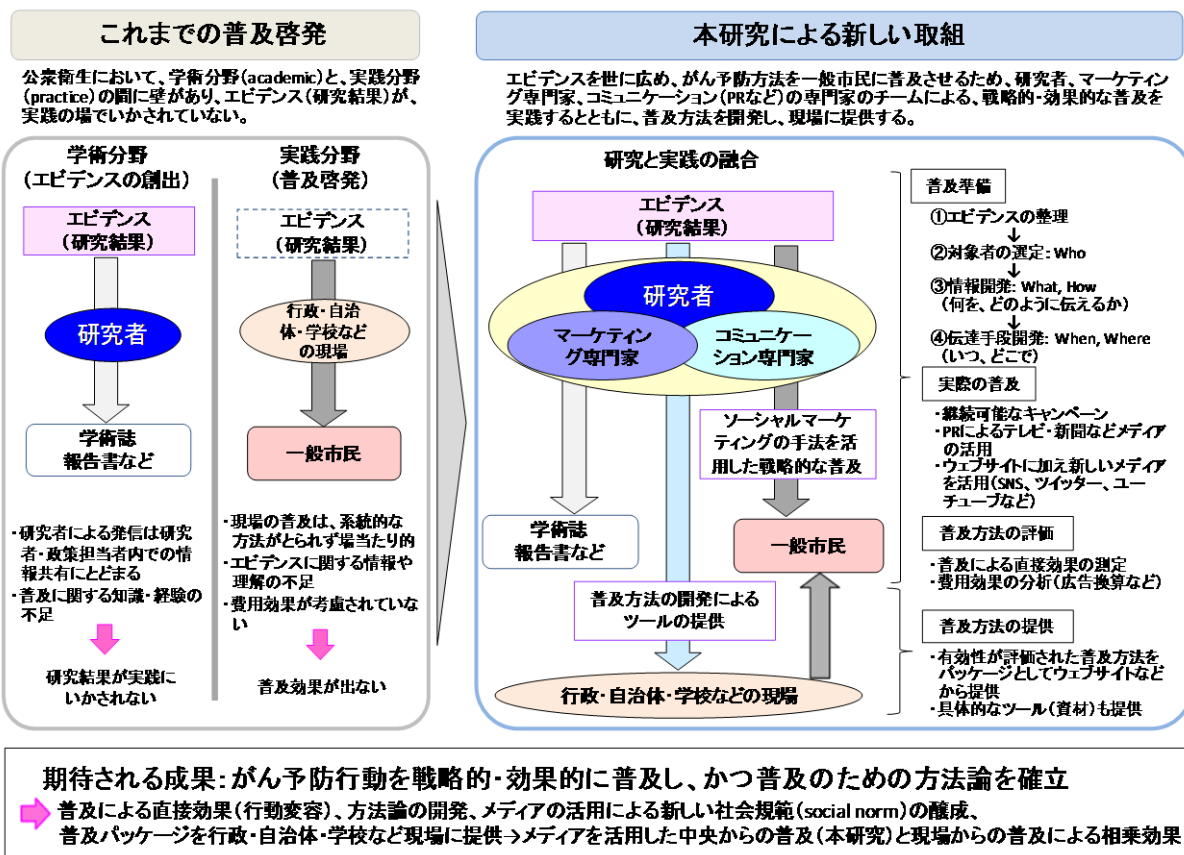 これまでの普及啓発
公衆衛生において、学術分野(academic)と、実践分野
(practice)の間に壁があり、エビデンス(研究結果)が、
実践の場でいかされていない。
学術分野
(エビデンスの創出)
エビデンス
(研究結果)
研究者
学術誌
報告書など
・研究者による発信は研究
者・政策担当者内での情
報共有にとどまる
・普及に関する知識・経験の
不足
研究結果が実践に
いかされない
実践分野
(普及啓発)
エビデンス
(研究結果)
行政・自治
体・学校など
の現場
一般市民
・現場の普及は、系統的な
方法がとられず場当たり的
・エビデンスに関する情報や
理解の不足
・費用効果が考慮されていな
い
普及効果が出ない
本研究による新しい取組
エビデンスを世に広め、がん予防方法を一般市民に普及させるため、研究者、マーケティン
グ専門家、コミュニケーション(PRなど)の専門家のチームによる、戦略的・効果的な普及を
実践するとともに、普及方法を開発し、現場に提供する。
研究と実践の融合
エビデンス
(研究結果)
研究者
マーケティン
グ専門家
コミュニケー
ション専門家
ソーシャルマーケ
ティングの手法を活
用した戦略的な普及
学術誌
報告書など
一般市民
普及方法の開発による
ツールの提供
行政・自治体・学校などの現場
普及準備
①エビデンスの整理
↓
②対象者の選定: Who
↓
③情報開発: What, How
(何を、どのように伝えるか)
↓
④伝達手段開発: When, Where
(いつ、どこで)
実際の普及
・継続可能なキャンペーン
・PRによるテレビ・新聞などメディア
の活用
・ウェブサイトに加え新しいメディア
を活用(SNS、ツイッター、ユー
チューブなど)
普及方法の評価
・普及による直接効果の測定
・費用効果の分析(広告換算など)
普及方法の提供
・有効性が評価された普及方法を
パッケージとしてウェブサイトなど
から提供
・具体的なツール(資材)も提供
期待される成果: がん予防行動を戦略的・効果的に普及し、かつ普及のための方法論を確立
普及による直接効果(行動変容)、方法論の開発、メディアの活用による新しい社会規範(social norm)の醸成、
普及パッケージを行政・自治体・学校など現場に提供→メディアを活用した中央からの普及(本研究)と現場からの普及による相乗効果